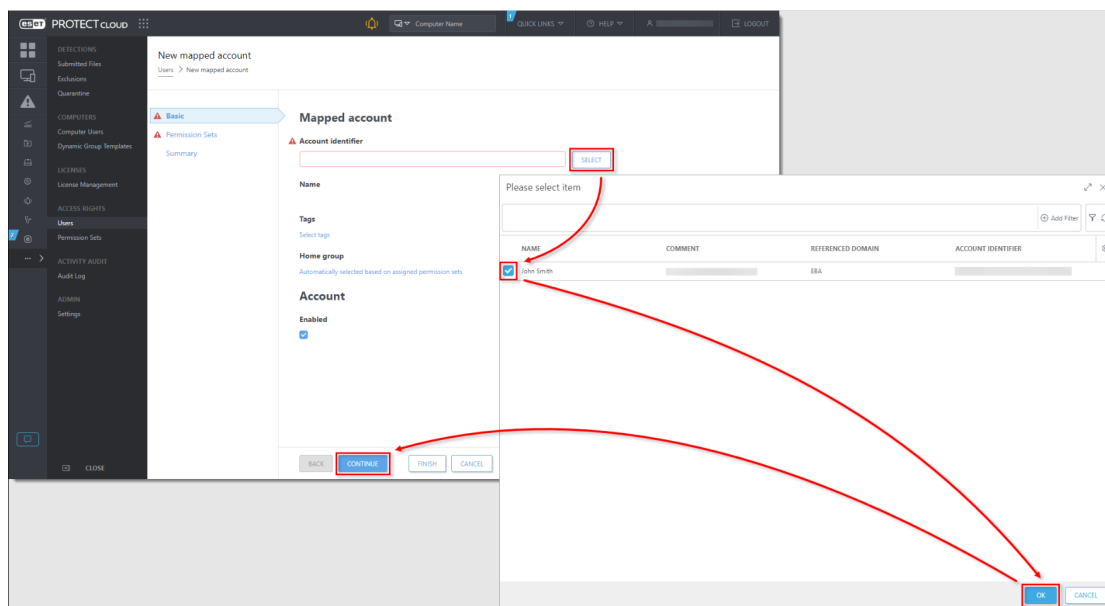 eset PROTECT CLOUD
Computer Name
QUICK LINKS
HELP
LOGOUT
DETECTIONS
Submitted Files
Exclusions
Quarantine
COMPUTERS
Computer Users
Dynamic Group Templates
LICENSES
License Management
ACCESS RIGHTS
Users
Permission Sets
ACTIVITY AUDIT
Audit Log
ADMIN
Settings
CLOSE
New mapped account
Users > New mapped account
Basic
Permission Sets
Summary
Mapped account
Account identifier
SELECT
Name
Tags
Select tags
Home group
Automatically selected based on assigned permission sets
Account
Enabled
BACK CONTINUE FINISH CANCEL
Please select item
Add Filter
NAME COMMENT REFERENCED DOMAIN ACCOUNT IDENTIFIER
John Smith EBA
OK CANCEL